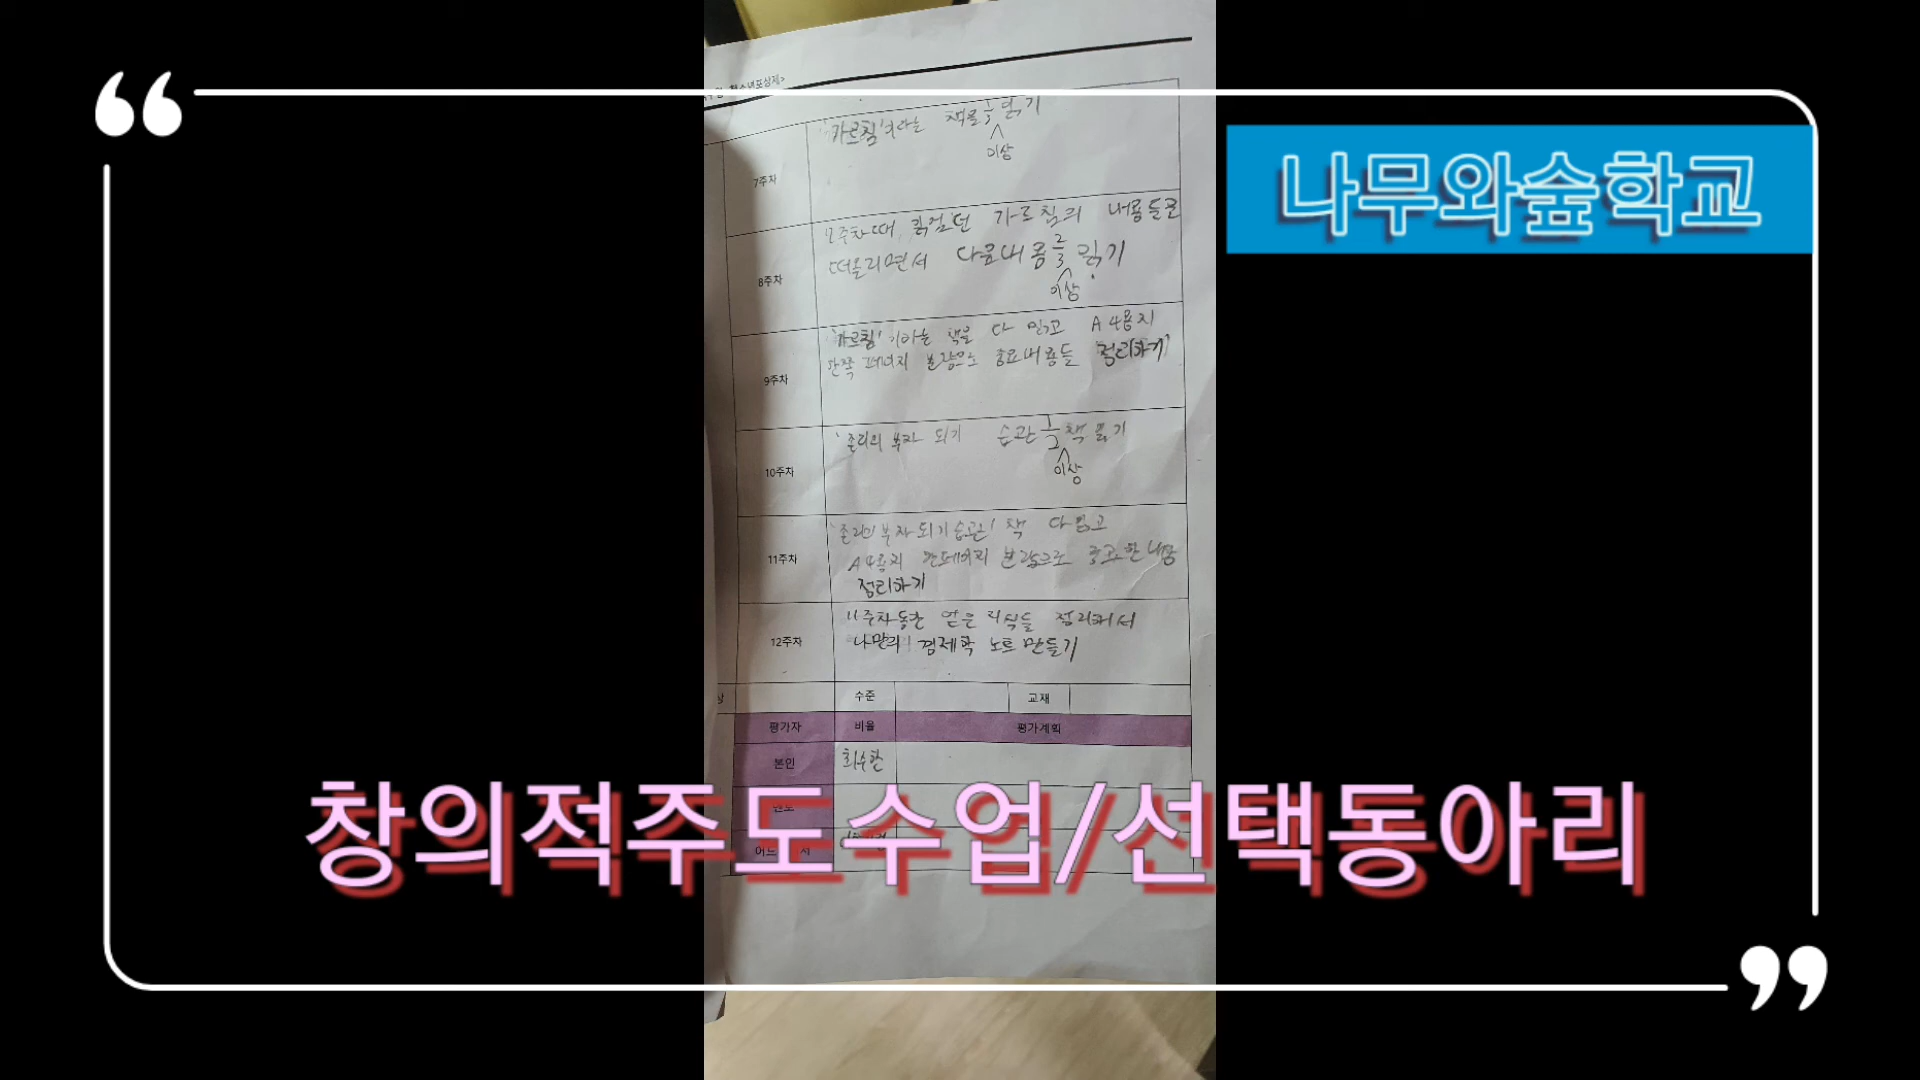 나무와숲학교
7주차
'가르침'이라는 책을 읽기
이상
8주차
7주차 때, 읽었던 가르침의 내용들을
떠올리면서 다음내용 2/3 읽기
이상
9주차
'가르침'이라는 책을 다 읽고 A4용지
한쪽 페이지 분량으로 중요내용들 정리하기
10주차
'존리의 부자 되기 습관 1/2 책 읽기
이상
11주차
'존리의 부자되기습관' 책 다 읽고
A4용지 한페이지 분량으로 중요한 내용
정리하기
12주차
11주차동안 얻은 지식들 정리해서
나만의 경제학 노트 만들기
수준
교재
평가자
비율
평가계획
본인
최수환
창의적주도수업/선택동아리